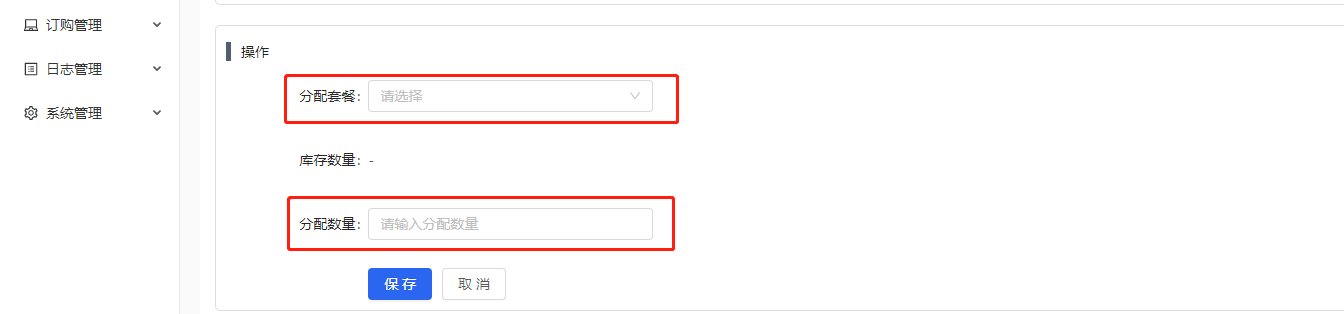 订购管理
日志管理
系统管理
操作
分配套餐： 请选择
库存数量： -
分配数量： 请输入分配数量
保 存 取 消